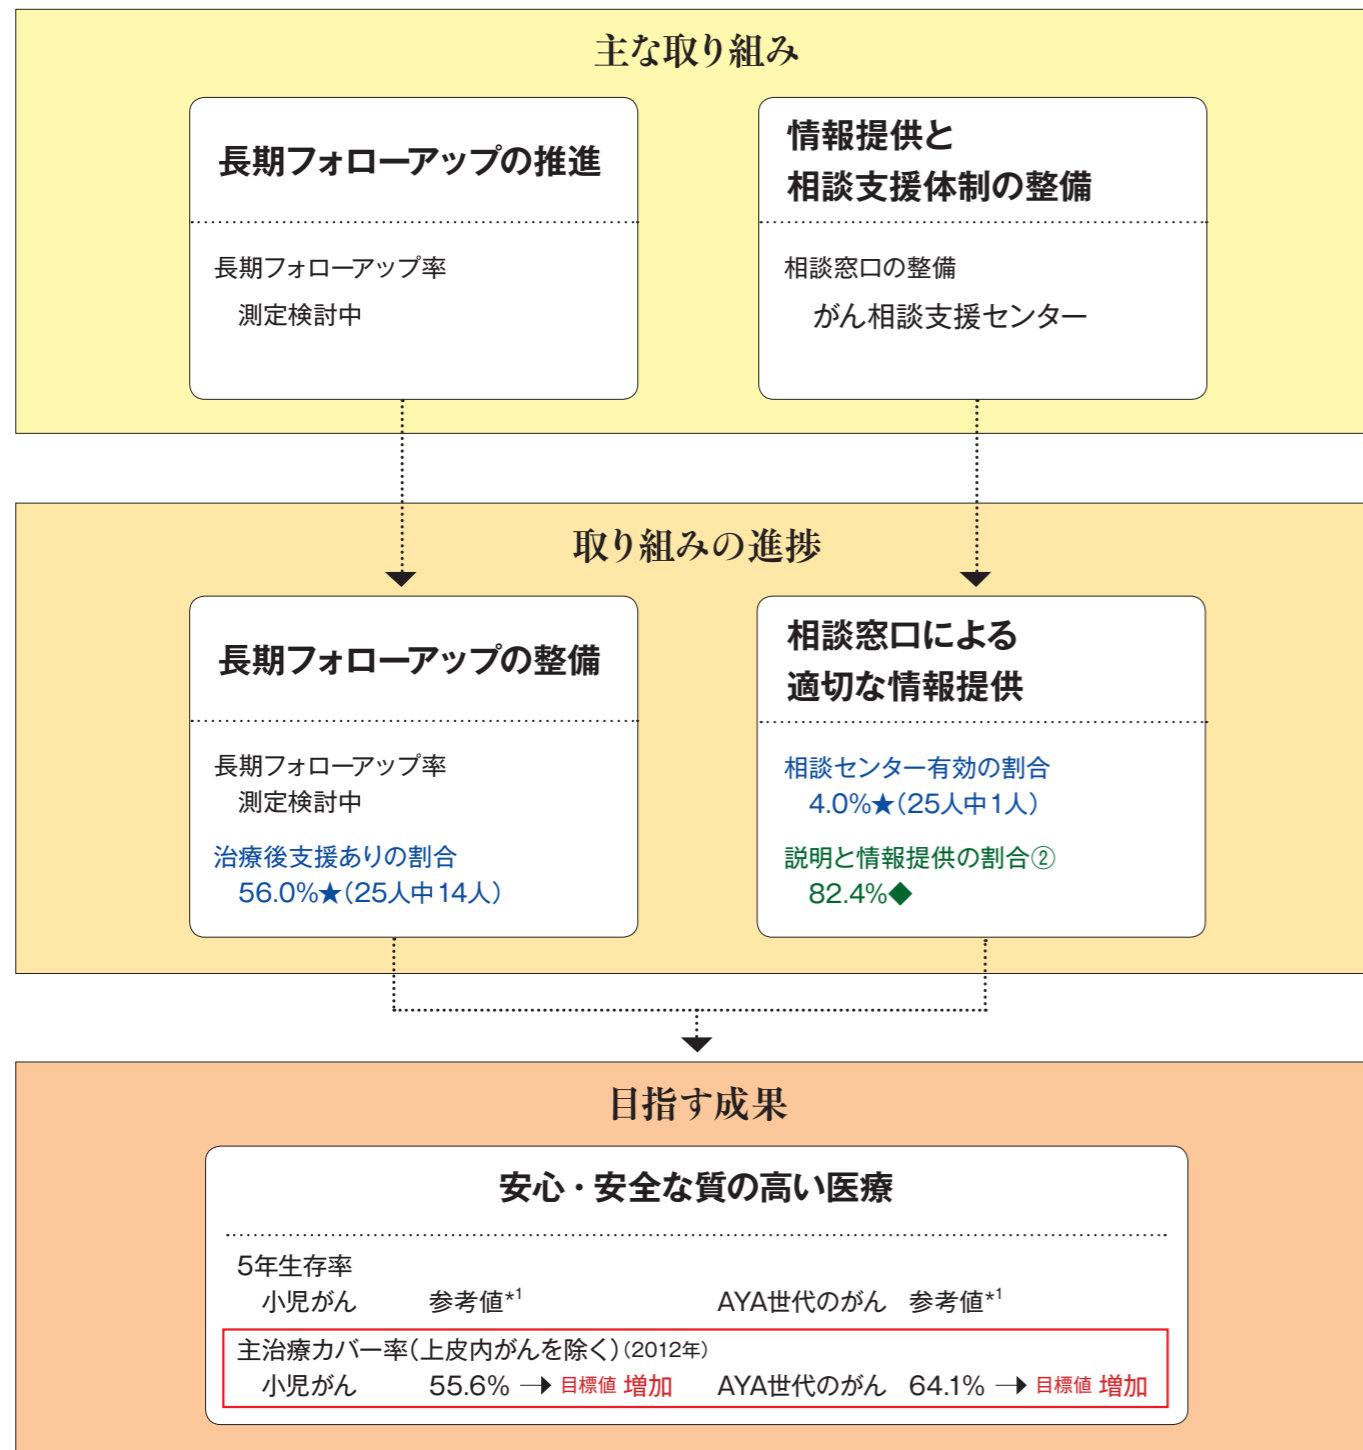 主な取り組み
長期フォローアップの推進
長期フォローアップ率
測定検討中
情報提供と
相談支援体制の整備
相談窓口の整備
がん相談支援センター
取り組みの進捗
長期フォローアップの整備
長期フォローアップ率
測定検討中
治療後支援ありの割合
56.0%★(25人中14人)
相談窓口による
適切な情報提供
相談センター有効の割合
4.0%★(25人中1人)
説明と情報提供の割合②
82.4%◆
目指す成果
安心・安全な質の高い医療
5年生存率
小児がん 参考値*1 AYA世代のがん 参考値*1
主治療カバー率(上皮内がんを除く)(2012年)
小児がん 55.6% → 目標値 増加 AYA世代のがん 64.1% → 目標値 増加